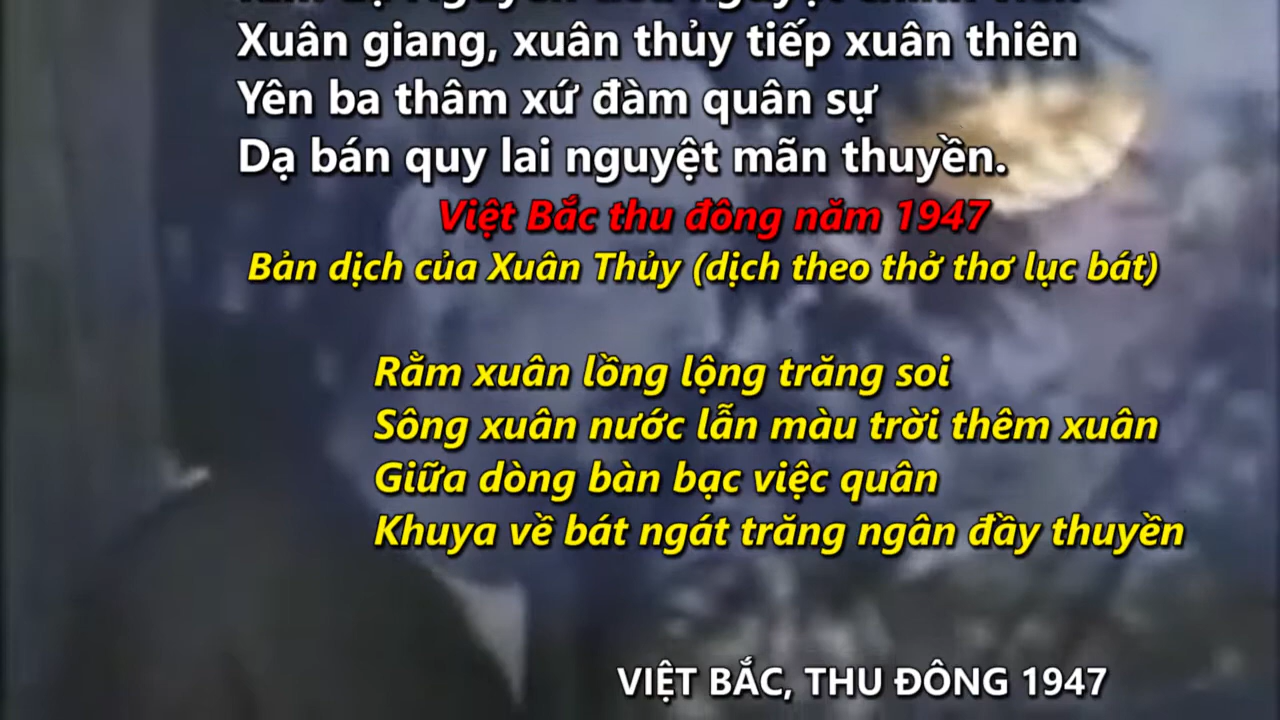 Xuân giang, xuân thủy tiếp xuân thiên
Yên ba thâm xứ đàm quân sự
Dạ bán quy lai nguyệt mãn thuyền.
Việt Bắc thu đông năm 1947
Bản dịch của Xuân Thủy (dịch theo thở thơ lục bát)
Rằm xuân lồng lộng trăng soi
Sông xuân nước lẫn màu trời thêm xuân
Giữa dòng bàn bạc việc quân
Khuya về bát ngát trăng ngân đầy thuyền
VIỆT BẮC, THU ĐÔNG 1947